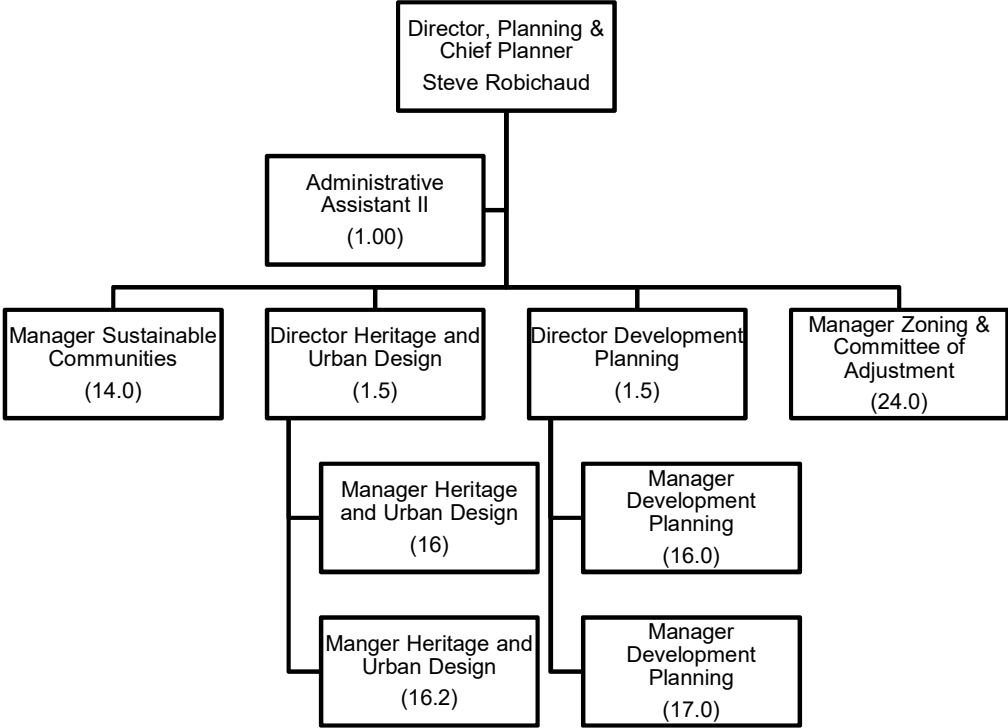 Director, Planning &
Chief Planner
Steve Robichaud
Administrative
Assistant II
(1.00)
Manager Sustainable
Communities
(14.0)
Director Heritage and
Urban Design
(1.5)
Director Development
Planning
(1.5)
Manager Zoning &
Committee of
Adjustment
(24.0)
Manager Heritage
and Urban Design
(16)
Manager
Development
Planning
(16.0)
Manger Heritage and
Urban Design
(16.2)
Manager
Development
Planning
(17.0)